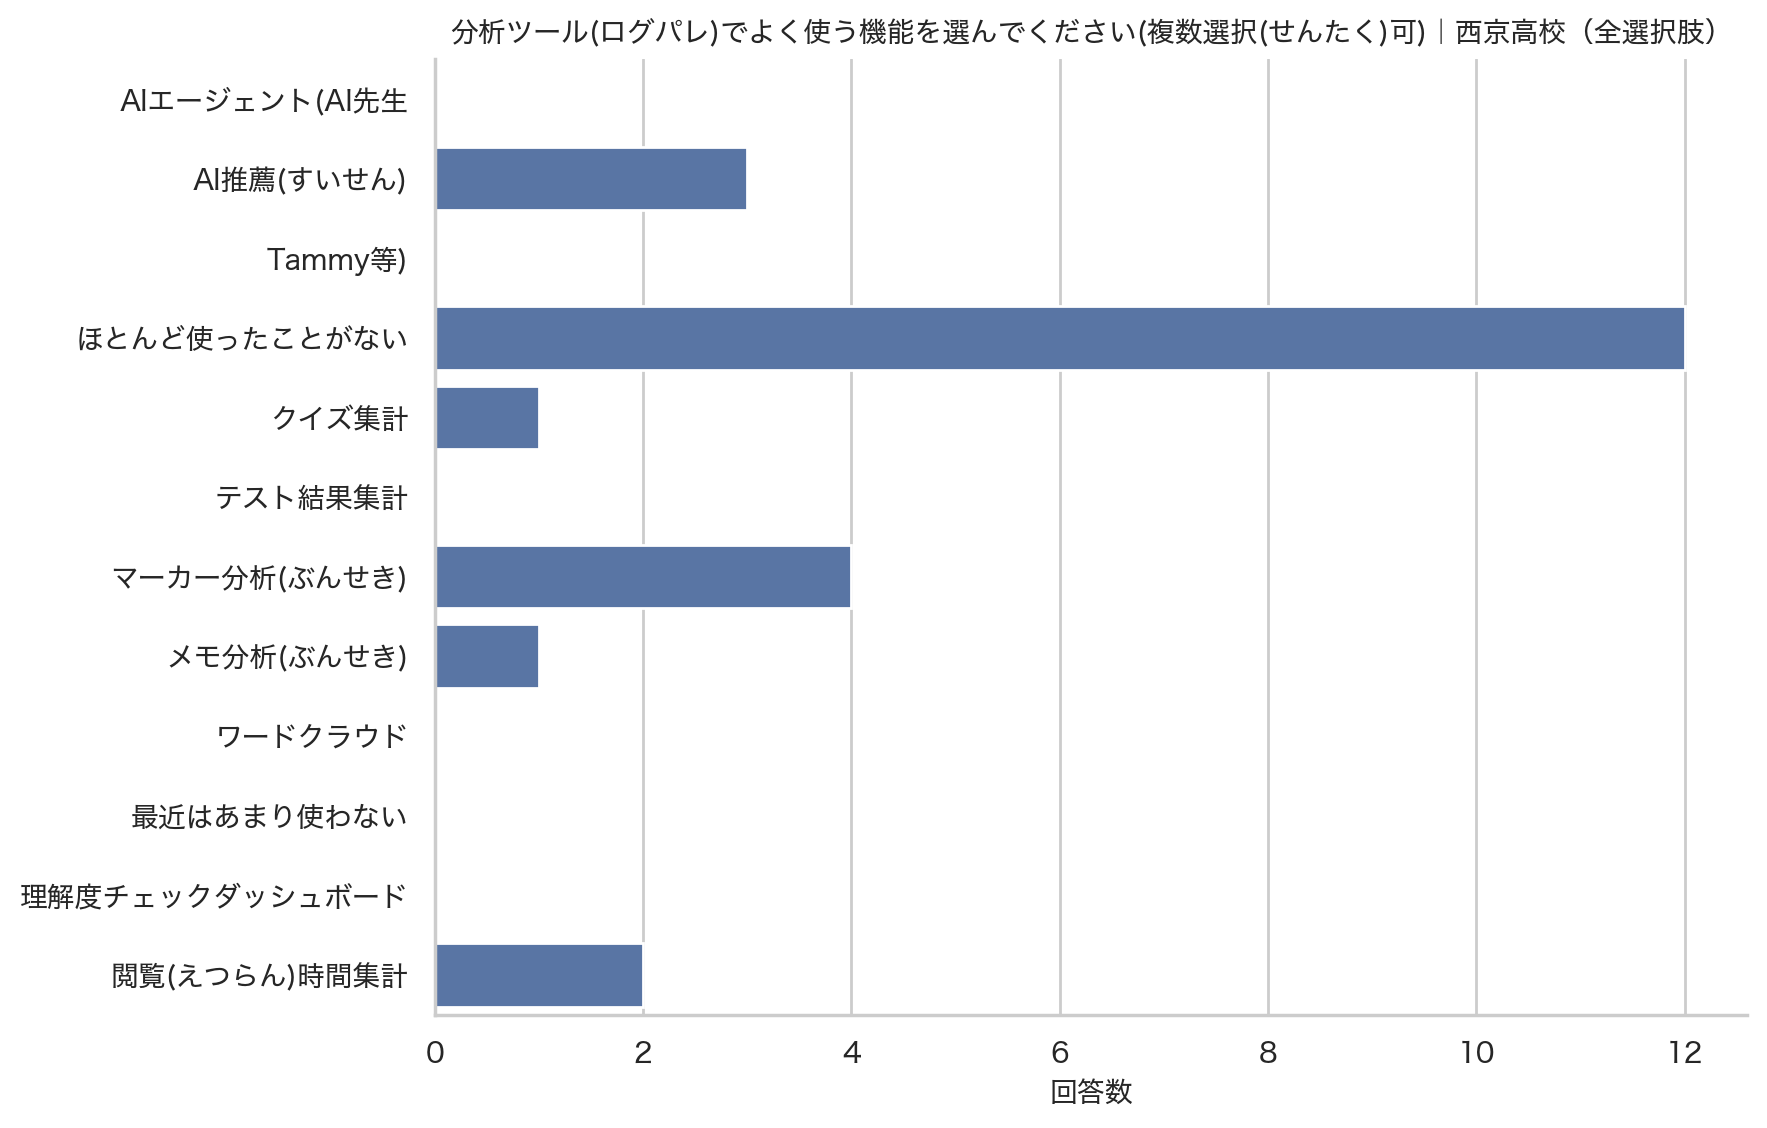 分析ツール(ログパレ)でよく使う機能を選んでください(複数選択(せんたく)可)｜西京高校（全選択肢）
AIエージェント(AI先生
AI推薦(すいせん)
Tammy等)
ほとんど使ったことがない
クイズ集計
テスト結果集計
マーカー分析(ぶんせき)
メモ分析(ぶんせき)
ワードクラウド
最近はあまり使わない
理解度チェックダッシュボード
閲覧(えつらん)時間集計
0 2 4 6 8 10 12
回答数